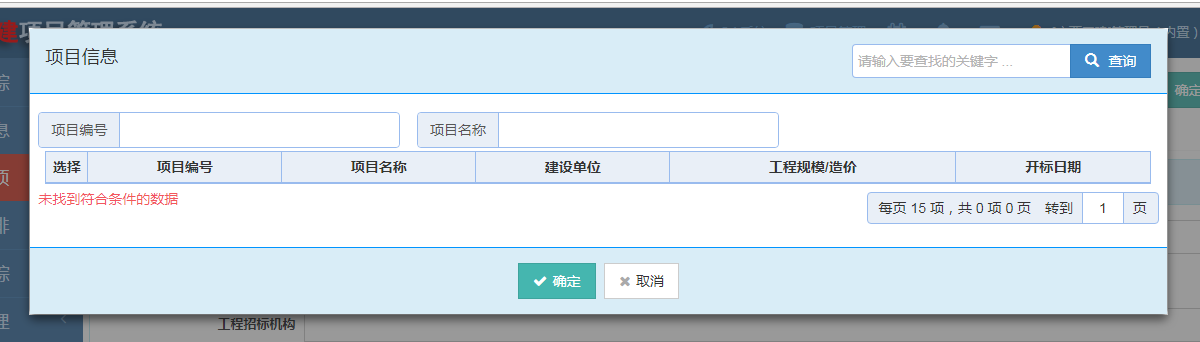 建项目管理系统
项目信息
请输入要查找的关键字 ...
查询
确定
项目编号
项目名称
选择 项目编号 项目名称 建设单位 工程规模/造价 开标日期
未找到符合条件的数据
每页 15 项，共 0 项 0 页 转到 1 页
确定 取消
工程招标机构